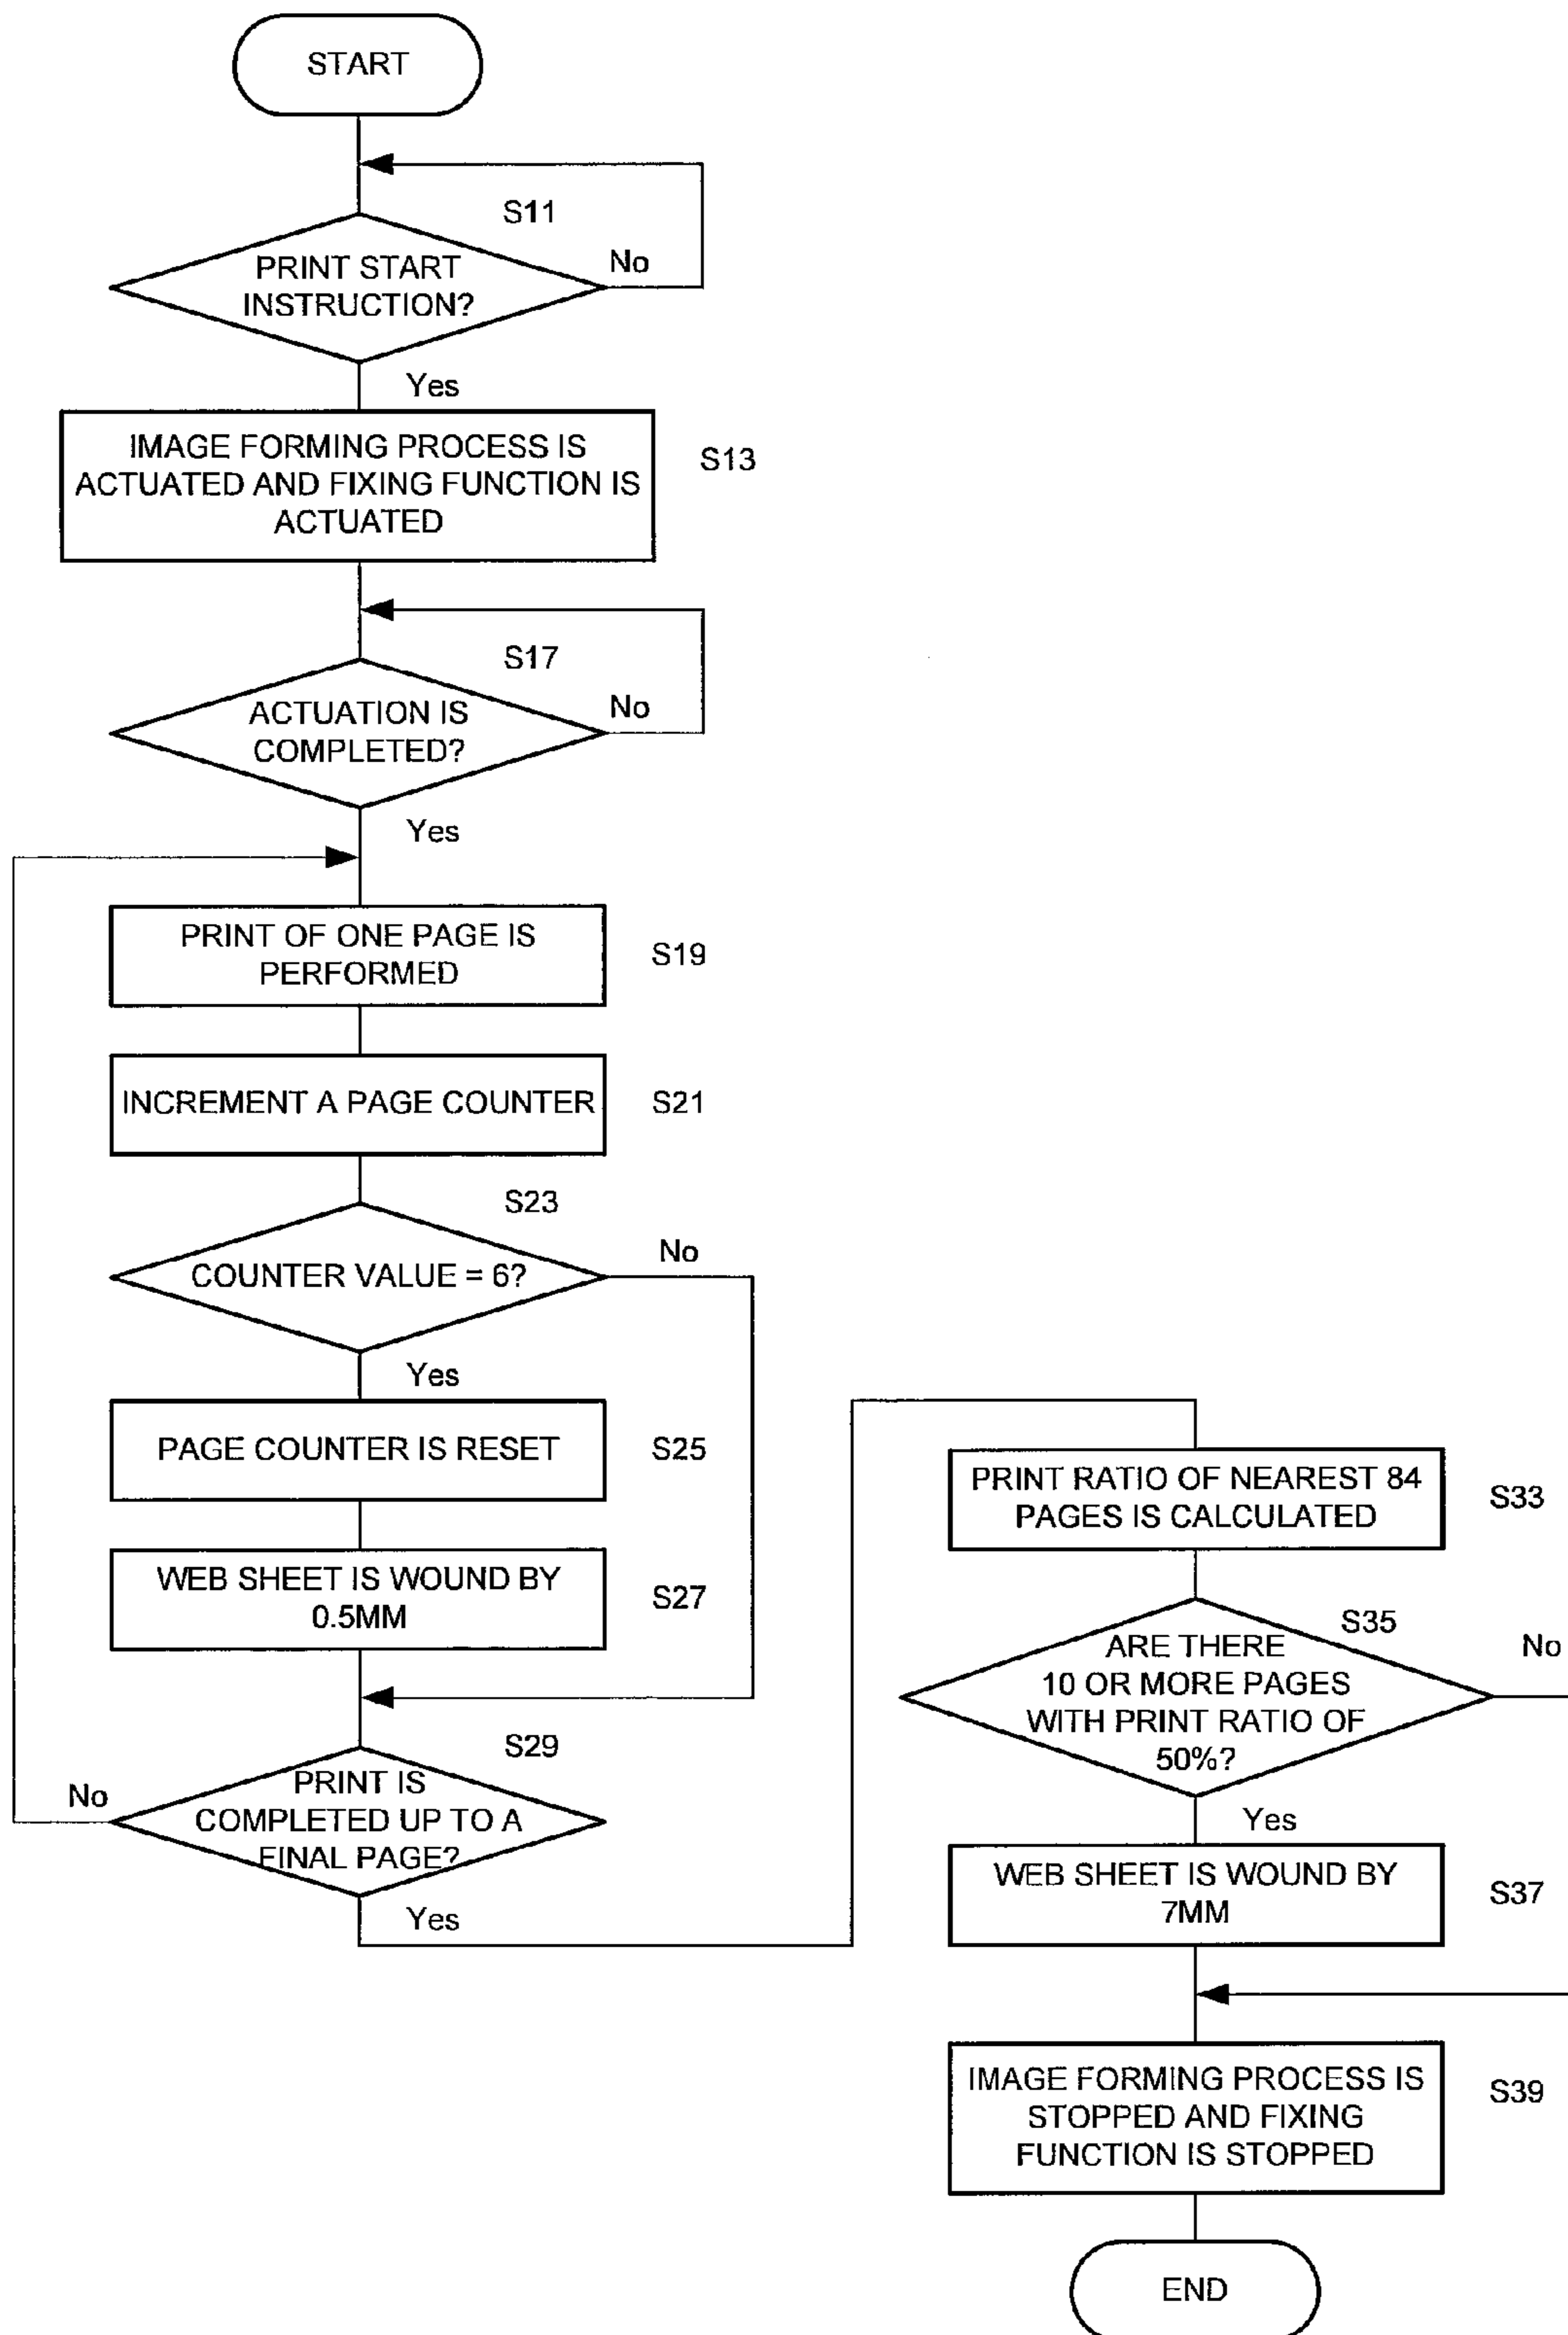 START
S11
PRINT START
INSTRUCTION?
No
Yes
IMAGE FORMING PROCESS IS
ACTUATED AND FIXING FUNCTION IS
ACTUATED
S13
S17
ACTUATION IS
COMPLETED?
No
Yes
PRINT OF ONE PAGE IS
PERFORMED
S19
INCREMENT A PAGE COUNTER
S21
S23
COUNTER VALUE = 6?
No
Yes
PAGE COUNTER IS RESET
S25
WEB SHEET IS WOUND BY
0.5MM
S27
S29
PRINT IS
COMPLETED UP TO A
FINAL PAGE?
No
Yes
PRINT RATIO OF NEAREST 84
PAGES IS CALCULATED
S33
S35
ARE THERE
10 OR MORE PAGES
WITH PRINT RATIO OF
50%?
No
Yes
WEB SHEET IS WOUND BY
7MM
S37
IMAGE FORMING PROCESS IS
STOPPED AND FIXING
FUNCTION IS STOPPED
S39
END